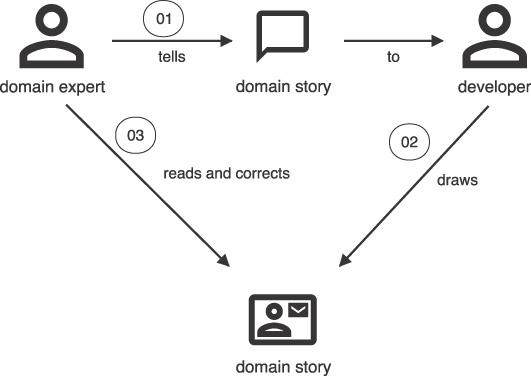 01
tells
to
domain expert
domain story
developer
03
02
reads and corrects
draws
domain story